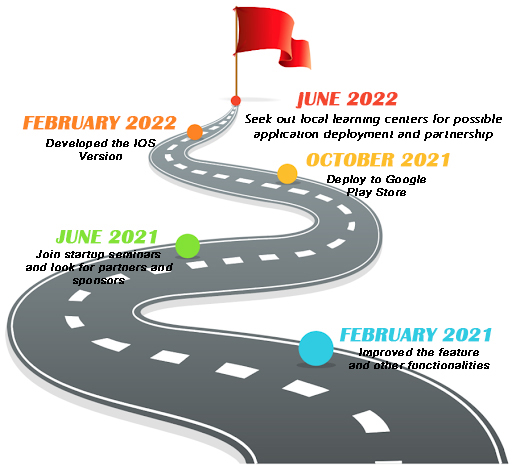 JUNE 2022
Seek out local learning centers for possible
application deployment and partnership
FEBRUARY 2022
Developed the IOS
Version
OCTOBER 2021
Deploy to Google
Play Store
JUNE 2021
Join startup seminars
and look for partners and
sponsors
FEBRUARY 2021
Improved the feature
and other functionalities